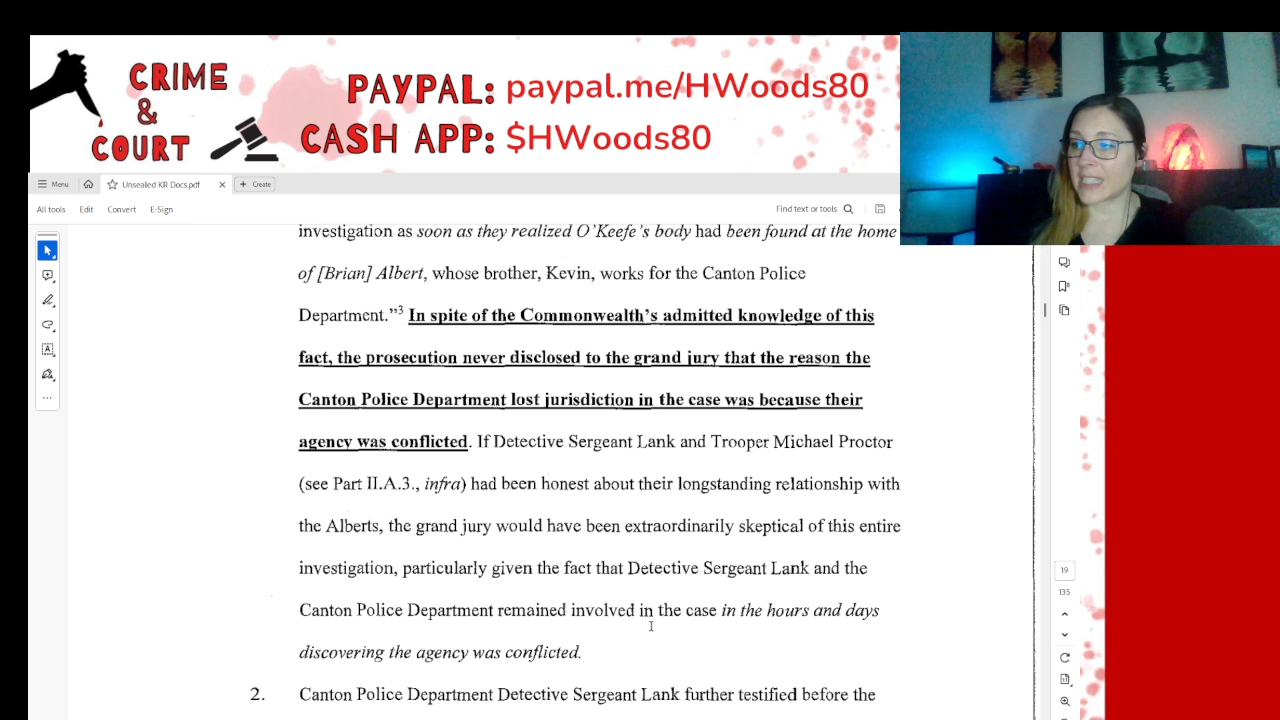 CRIME
&
COURT
PAYPAL: paypal.me/HWoods80
CASH APP: $HWoods80
Menu
Unsealed KR Docs.pdf
Create
All tools Edit Convert E-Sign
Find text or tools
investigation as soon as they realized O'Keefe's body had been found at the home
of [Brian] Albert, whose brother, Kevin, works for the Canton Police
Department."3 In spite of the Commonwealth's admitted knowledge of this
fact, the prosecution never disclosed to the grand jury that the reason the
Canton Police Department lost jurisdiction in the case was because their
agency was conflicted. If Detective Sergeant Lank and Trooper Michael Proctor
(see Part II.A.3., infra) had been honest about their longstanding relationship with
the Alberts, the grand jury would have been extraordinarily skeptical of this entire
investigation, particularly given the fact that Detective Sergeant Lank and the
Canton Police Department remained involved in the case in the hours and days
discovering the agency was conflicted.
2. Canton Police Department Detective Sergeant Lank further testified before the
19
135